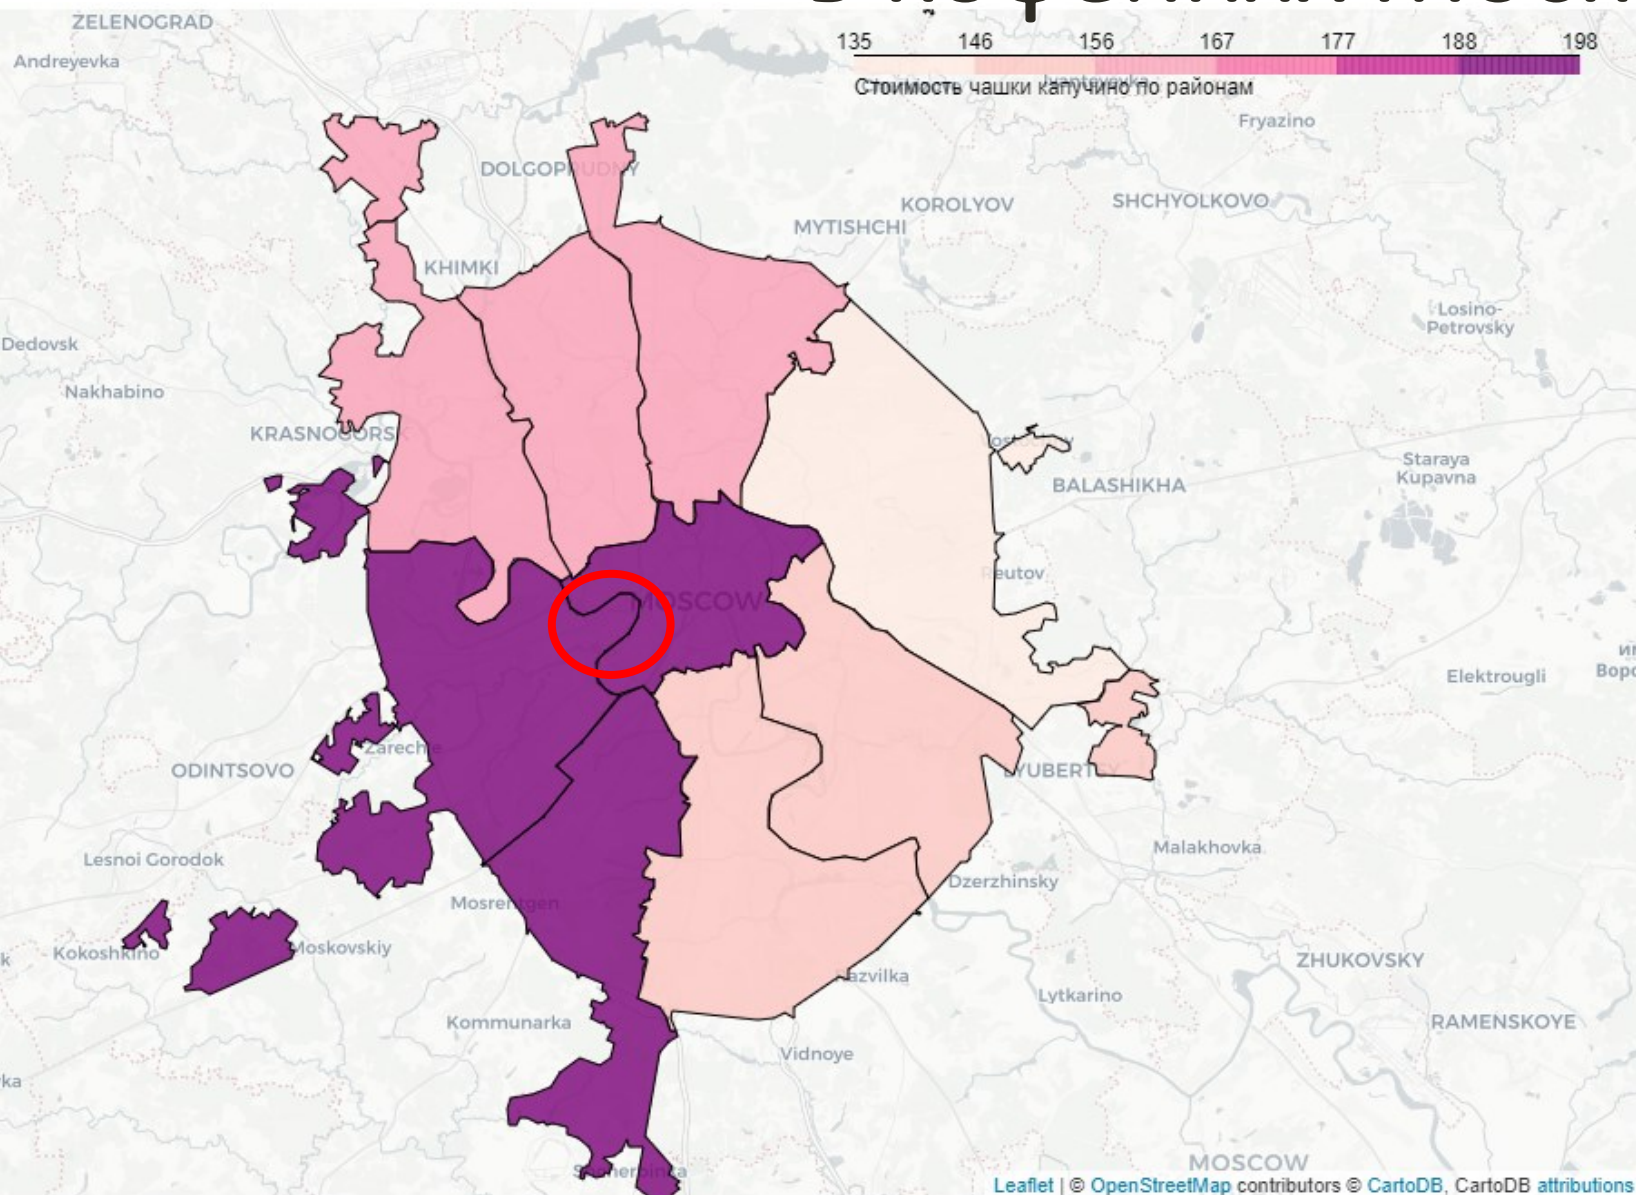 ZELENOGRAD
135 146 156 167 177 188 198
Andreyevka
Стоимость чашки капучино по районам
Fryazino
DOLGOPRUDNY
KOROLYOV
SHCHYOLKOVO
MYTISHCHI
KHIMKI
Losino-
Petrovsky
Dedovsk
Nakhabino
KRASNOGORSK
Staraya
Kupavna
BALASHIKHA
Reutov
MOSCOW
Elektrougli
Zarechie
ODINTSOVO
LYUBERTSY
Malakhovka
Lesnoi Gorodok
Dzerzhinsky
Mosrentgen
Kokoshkino
Moskovskiy
ZHUKOVSKY
Razvilka
Lytkarino
Kommunarka
RAMENSKOYE
Vidnoye
MOSCOW
Leaflet | © OpenStreetMap contributors © CartoDB, CartoDB attributions